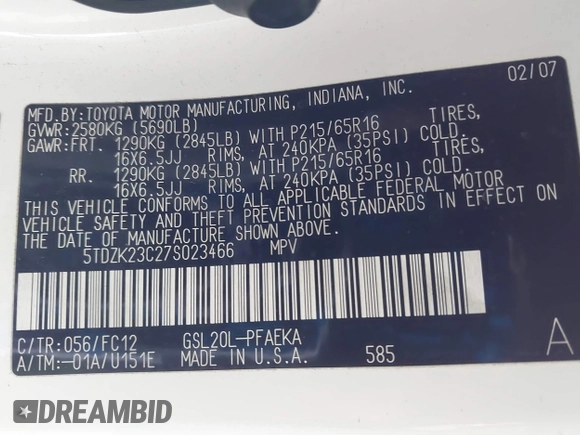 MFD.BY:TOYOTA MOTOR MANUFACTURING, INDIANA, INC. 02/07
GVWR:2580KG (5690LB)
GAWR:FRT. 1290KG (2845LB) WITH P215/65R16 TIRES,
16X6.5JJ RIMS, AT 240KPA (35PSI) COLD.
RR. 1290KG (2845LB) WITH P215/65R16 TIRES,
16X6.5JJ RIMS, AT 240KPA (35PSI) COLD.
THIS VEHICLE CONFORMS TO ALL APPLICABLE FEDERAL MOTOR
VEHICLE SAFETY AND THEFT PREVENTION STANDARDS IN EFFECT ON
THE DATE OF MANUFACTURE SHOWN ABOVE.
5TDZK23C27S023466 MPV
C/TR:056/FC12 GSL20L-PFAEKA A
A/TM:-01A/U151E MADE IN U.S.A. 585
DREAMBID